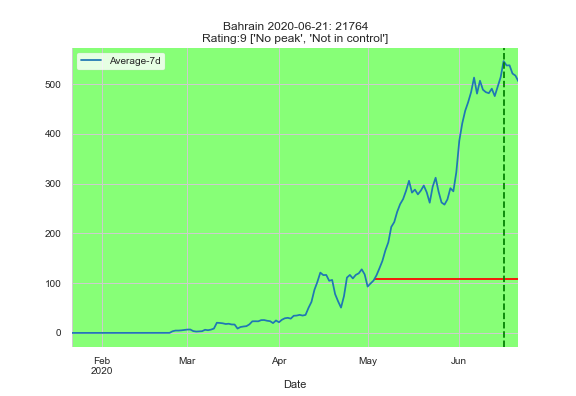 Bahrain 2020-06-21: 21764
Rating:9 ['No peak', 'Not in control']
Average-7d
500
400
300
200
100
0
Feb
2020
Mar
Apr
May
Jun
Date